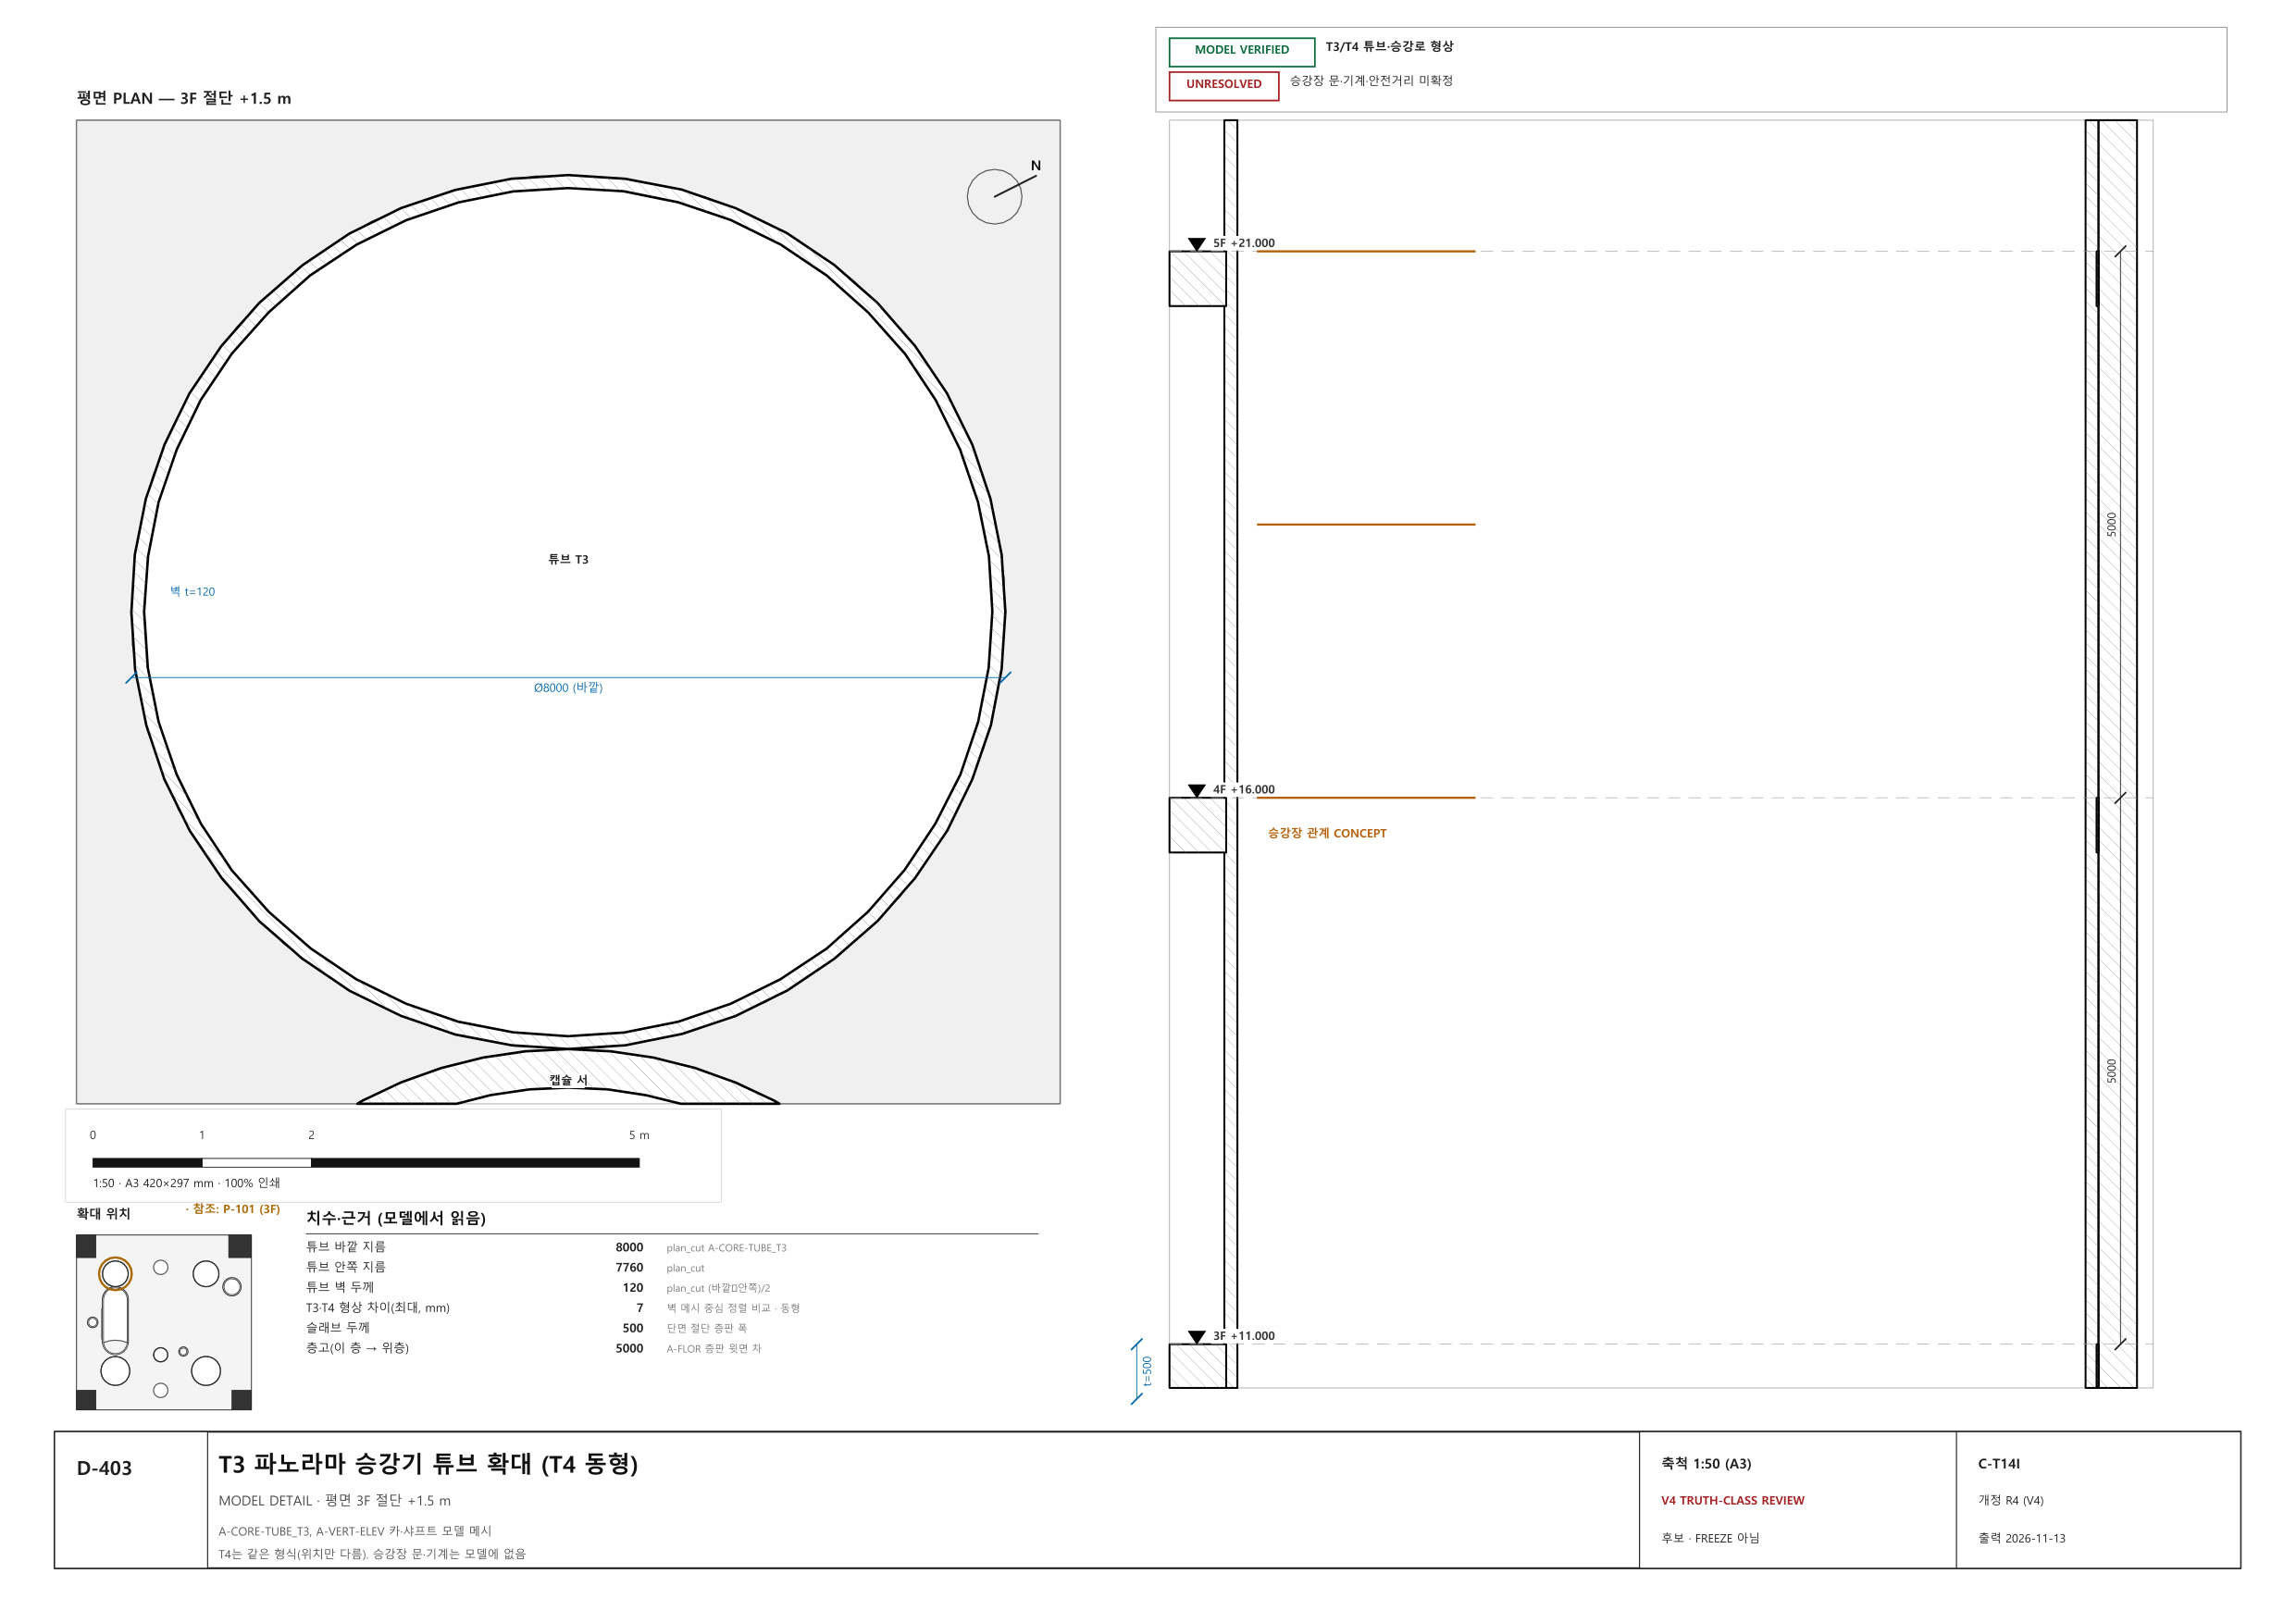 MODEL VERIFIED
T3/T4 튜브·승강로 형상
UNRESOLVED
승강장 문·기계·안전거리 미확정
평면 PLAN — 3F 절단 +1.5 m
N
튜브 T3
벽 t=120
Ø8000 (바깥)
캡슐 서
5F +21.000
5000
4F +16.000
승강장 관계 CONCEPT
5000
3F +11.000
t=500
0 1 2 5 m
1:50 · A3 420×297 mm · 100% 인쇄
확대 위치
· 참조: P-101 (3F)
치수·근거 (모델에서 읽음)
튜브 바깥 지름 8000 plan_cut A-CORE-TUBE_T3
튜브 안쪽 지름 7760 plan_cut
튜브 벽 두께 120 plan_cut (바깥▯안쪽)/2
T3·T4 형상 차이(최대, mm) 7 벽 메시 중심 정렬 비교 · 동형
슬래브 두께 500 단면 절단 층판 폭
층고(이 층 → 위층) 5000 A-FLOR 층판 윗면 차
D-403
T3 파노라마 승강기 튜브 확대 (T4 동형)
MODEL DETAIL · 평면 3F 절단 +1.5 m
A-CORE-TUBE_T3, A-VERT-ELEV 카·샤프트 모델 메시
T4는 같은 형식(위치만 다름). 승강장 문·기계는 모델에 없음
축척 1:50 (A3)
V4 TRUTH-CLASS REVIEW
후보 · FREEZE 아님
C-T14I
개정 R4 (V4)
출력 2026-11-13